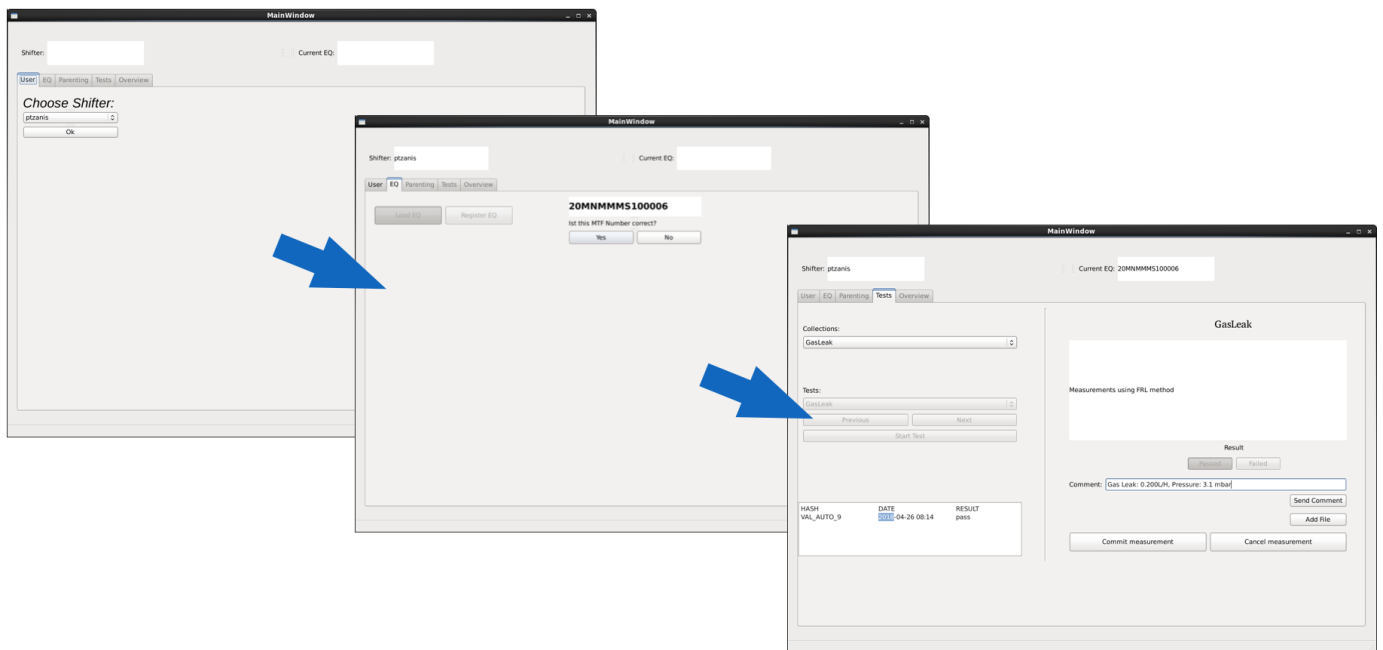 MainWindow
Shifter:
Current EQ:
User EQ Parenting Tests Overview
Choose Shifter:
ptzanis
Ok
MainWindow
Shifter: ptzanis
Current EQ:
User EQ Parenting Tests Overview
Load EQ Register EQ
20MNMMMS100006
Ist this MTF Number correct?
Yes No
MainWindow
Shifter: ptzanis
Current EQ: 20MNMMMS100006
User EQ Parenting Tests Overview
Collections:
GasLeak
Tests:
GasLeak
Previous Next
Start Test
HASH DATE RESULT
VAL_AUTO_9 2018-04-26 08:14 pass
GasLeak
Measurements using FRL method
Result
Passed Failed
Comment: Gas Leak: 0.200L/H, Pressure: 3.1 mbar
Send Comment
Add File
Commit measurement Cancel measurement